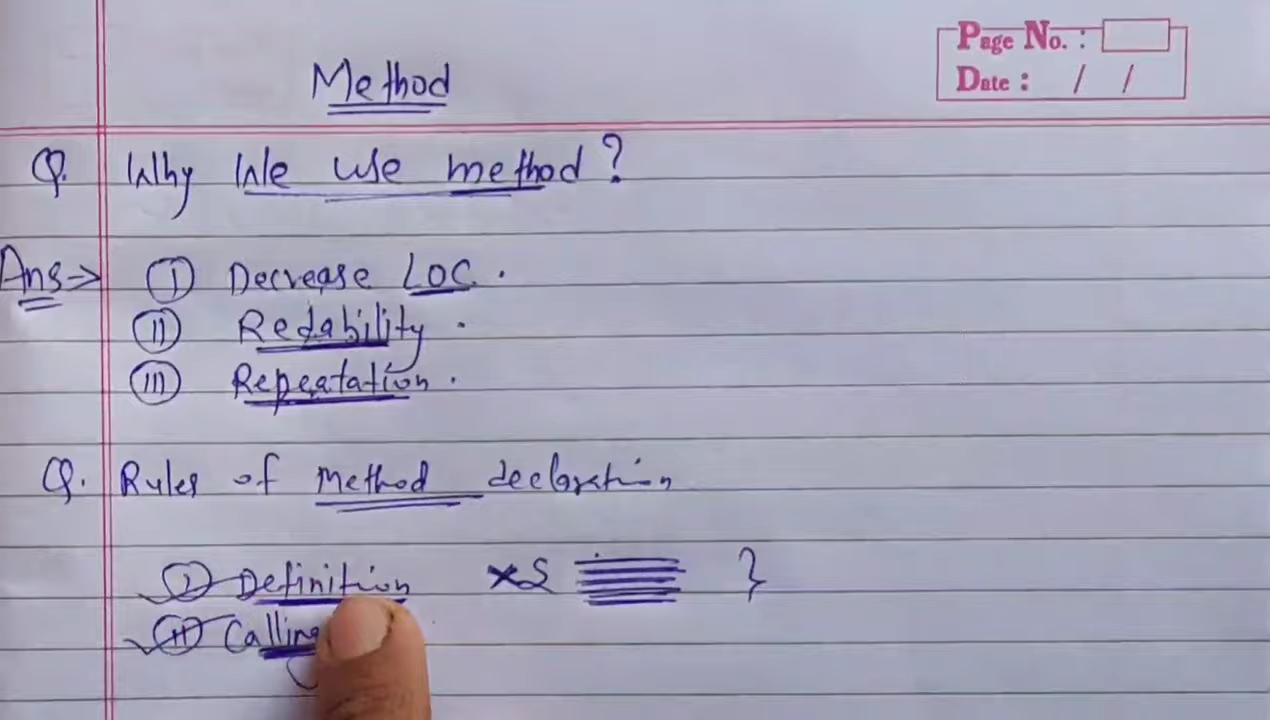 Page No. :
Date : / /
Method
Q. Why We use method?
Ans→ (I) Decrease LOC.
(II) Redability.
(III) Repeatation.
Q. Rules of Method declaration
(I) Definition { }
(II) Calling